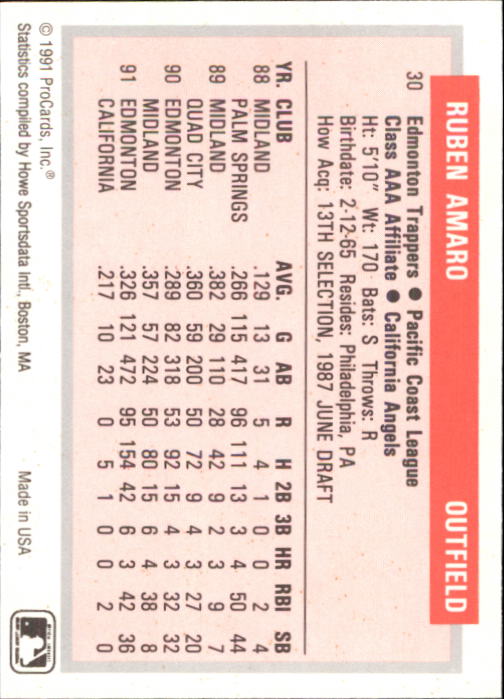 RUBEN AMARO OUTFIELD
30 Edmonton Trappers ● Pacific Coast League
Class AAA Affiliate ● California Angels
Ht: 5'10" Wt: 170 Bats: S Throws: R
Birthdate: 2-12-65 Resides: Philadelphia, PA
How Acq: 13TH SELECTION, 1987 JUNE DRAFT
YR. CLUB AVG. G AB R H 2B 3B HR RBI SB
88 MIDLAND .129 13 31 5 4 1 0 0 2 4
PALM SPRINGS .266 115 417 96 111 13 3 4 50 44
89 MIDLAND .382 29 110 28 42 9 2 3 9 7
QUAD CITY .360 59 200 50 72 9 4 3 27 20
90 EDMONTON .289 82 318 53 92 15 4 3 32 32
MIDLAND .357 57 224 50 80 15 6 4 38 8
91 EDMONTON .326 121 472 95 154 42 6 3 42 36
CALIFORNIA .217 10 23 0 5 1 0 0 2 0
© 1991 ProCards, Inc.®
Statistics compiled by Howe Sportsdata Intl., Boston, MA Made in USA